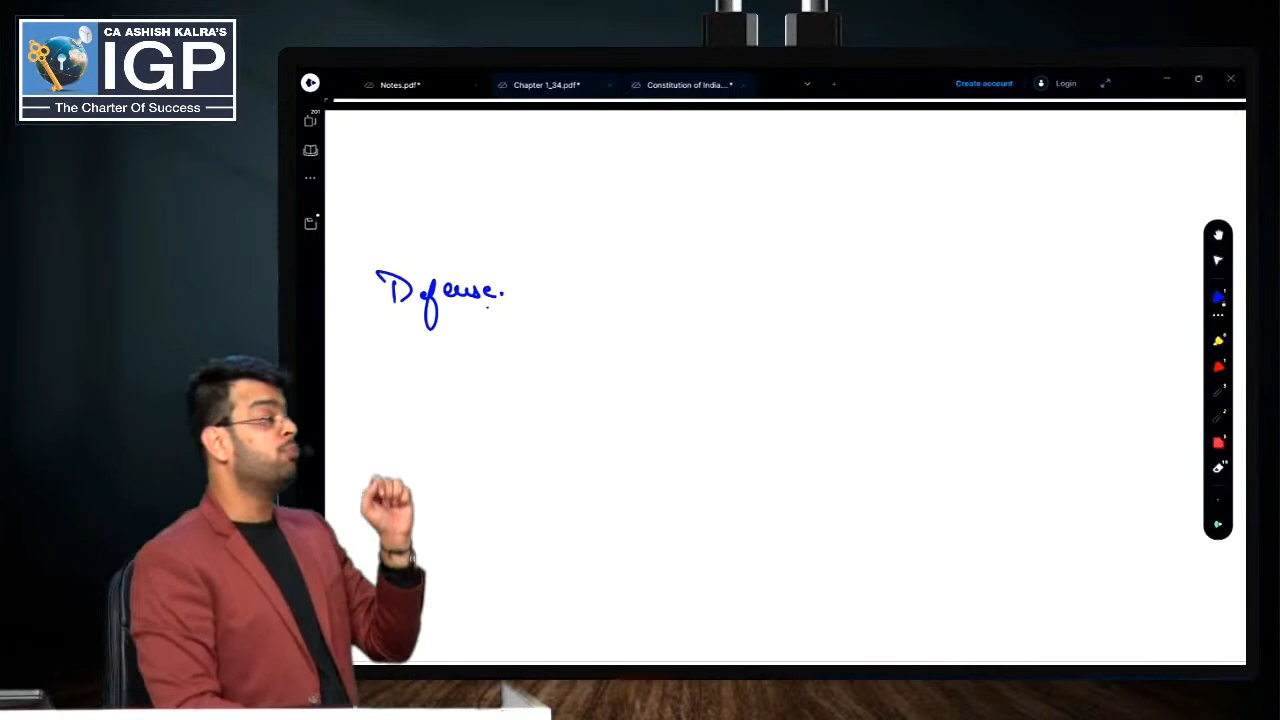 CA ASHISH KALRA'S
IGP
The Charter Of Success
Notes.pdf*
Chapter 1_34.pdf*
Constitution of India....*
Create account
Login
201
Defense.